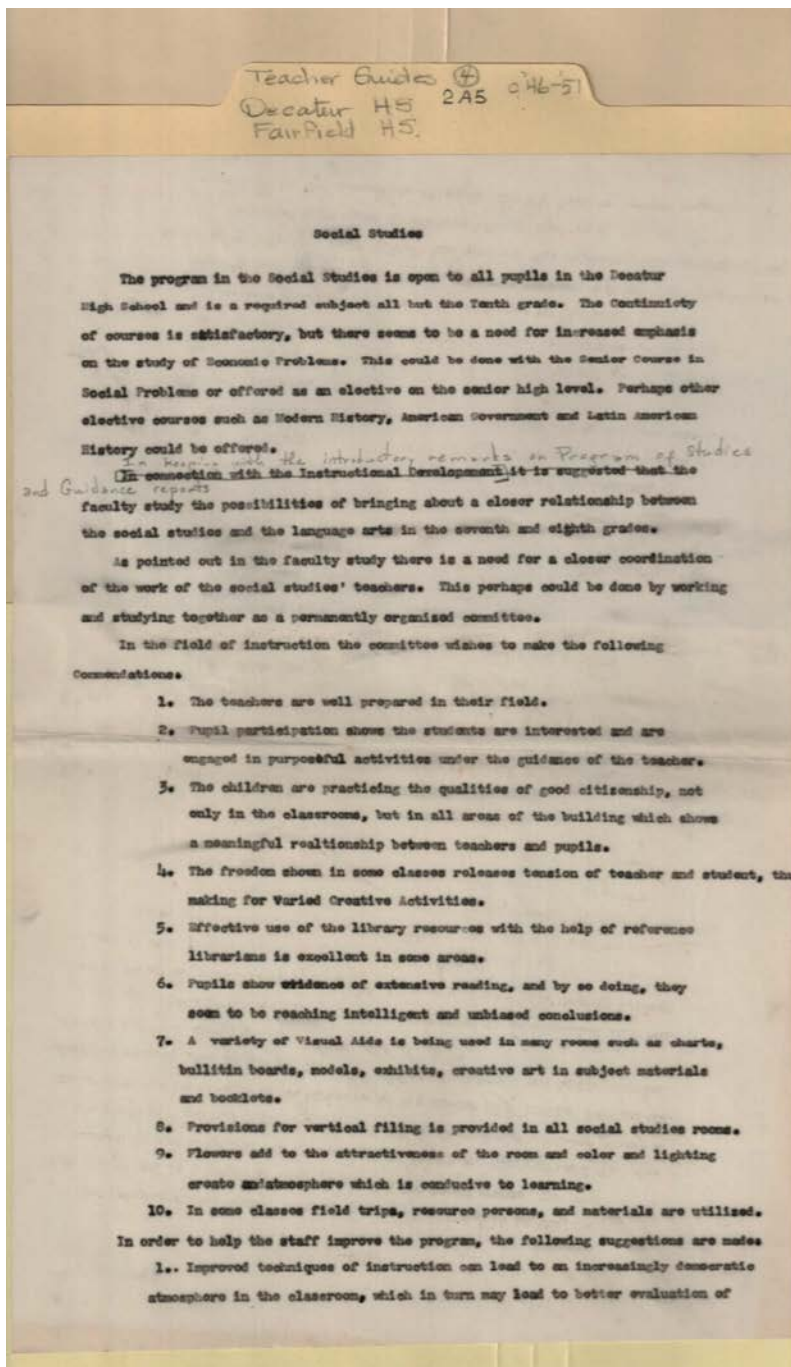 Teacher Guides ④
Decatur HS 2A5 9'46-'51
Fairfield HS.
Social Studies
The program in the Social Studies is open to all pupils in the Decatur
High School and is a required subject all but the Tenth grade. The Continuicty
of courses is satisfactory, but there seems to be a need for increased emphasis
on the study of Economic Problems. This could be done with the Senior Course in
Social Problems or offered as an elective on the senior high level. Perhaps other
elective courses such as Modern History, American Government and Latin American
History could be offered.
In keeping with the introductory remarks on Program of Studies
(In connection with the Instructional Development) it is suggested that the
and Guidance reports
faculty study the possibilities of bringing about a closer relationship between
the social studies and the language arts in the seventh and eighth grades.
As pointed out in the faculty study there is a need for a closer coordination
of the work of the social studies' teachers. This perhaps could be done by working
and studying together as a permanently organized committee.
In the field of instruction the committee wishes to make the following
Commendations.
1. The teachers are well prepared in their field.
2. Pupil participation shows the students are interested and are
engaged in purposeful activities under the guidance of the teacher.
3. The children are practicing the qualities of good citizenship, not
only in the classrooms, but in all areas of the building which shows
a meaningful realtionship between teachers and pupils.
4. The freedom shown in some classes releases tension of teacher and student, thu
making for Varied Creative Activities.
5. Effective use of the library resources with the help of reference
librarians is excellent in some areas.
6. Pupils show evidence of extensive reading, and by so doing, they
seem to be reaching intelligent and unbiased conclusions.
7. A variety of Visual Aids is being used in many rooms such as charts,
bullitin boards, models, exhibits, creative art in subject materials
and booklets.
8. Provisions for vertical filing is provided in all social studies rooms.
9. Flowers add to the attractiveness of the room and color and lighting
create andatmosphere which is conducive to learning.
10. In some classes field trips, resource persons, and materials are utilized.
In order to help the staff improve the program, the following suggestions are made.
1.. Improved techniques of instruction can lead to an increasingly democratic
atmosphere in the classroom, which in turn may lead to better evaluation of